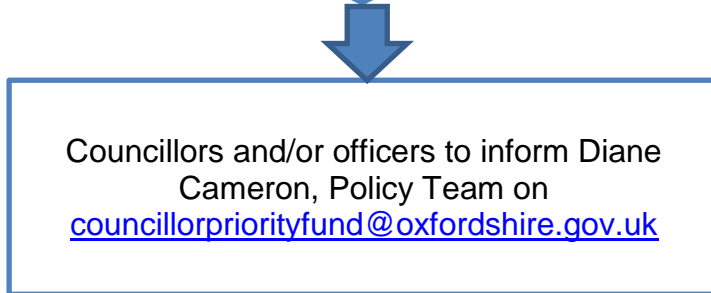 Councillors and/or officers to inform Diane
Cameron, Policy Team on
councillorpriorityfund@oxfordshire.gov.uk